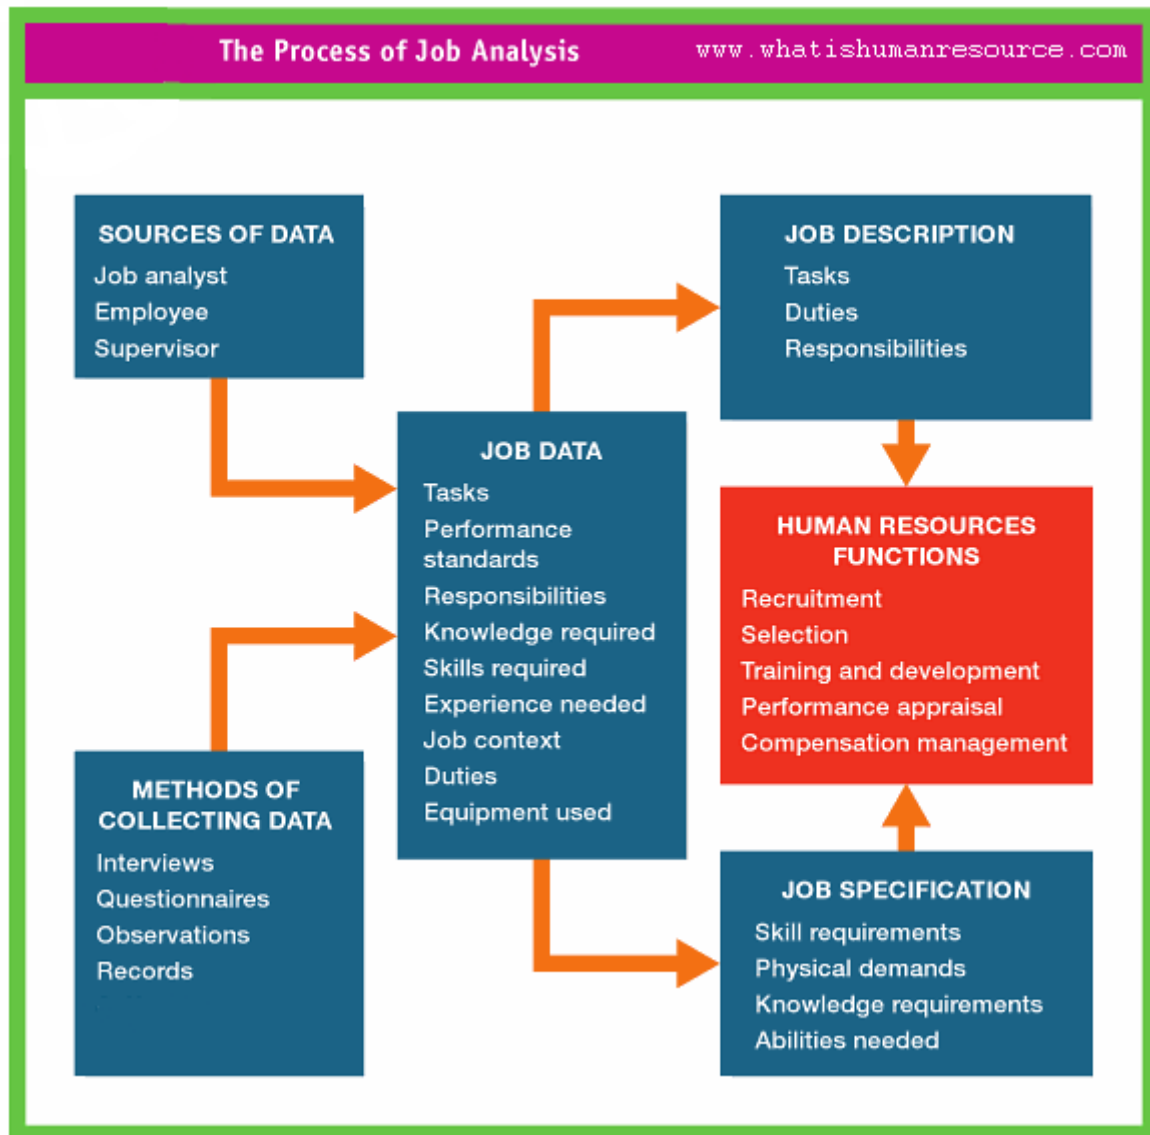 The Process of Job Analysis
www.whatishumanresource.com
SOURCES OF DATA
Job analyst
Employee
Supervisor
METHODS OF
COLLECTING DATA
Interviews
Questionnaires
Observations
Records
JOB DATA
Tasks
Performance
standards
Responsibilities
Knowledge required
Skills required
Experience needed
Job context
Duties
Equipment used
JOB DESCRIPTION
Tasks
Duties
Responsibilities
HUMAN RESOURCES
FUNCTIONS
Recruitment
Selection
Training and development
Performance appraisal
Compensation management
JOB SPECIFICATION
Skill requirements
Physical demands
Knowledge requirements
Abilities needed